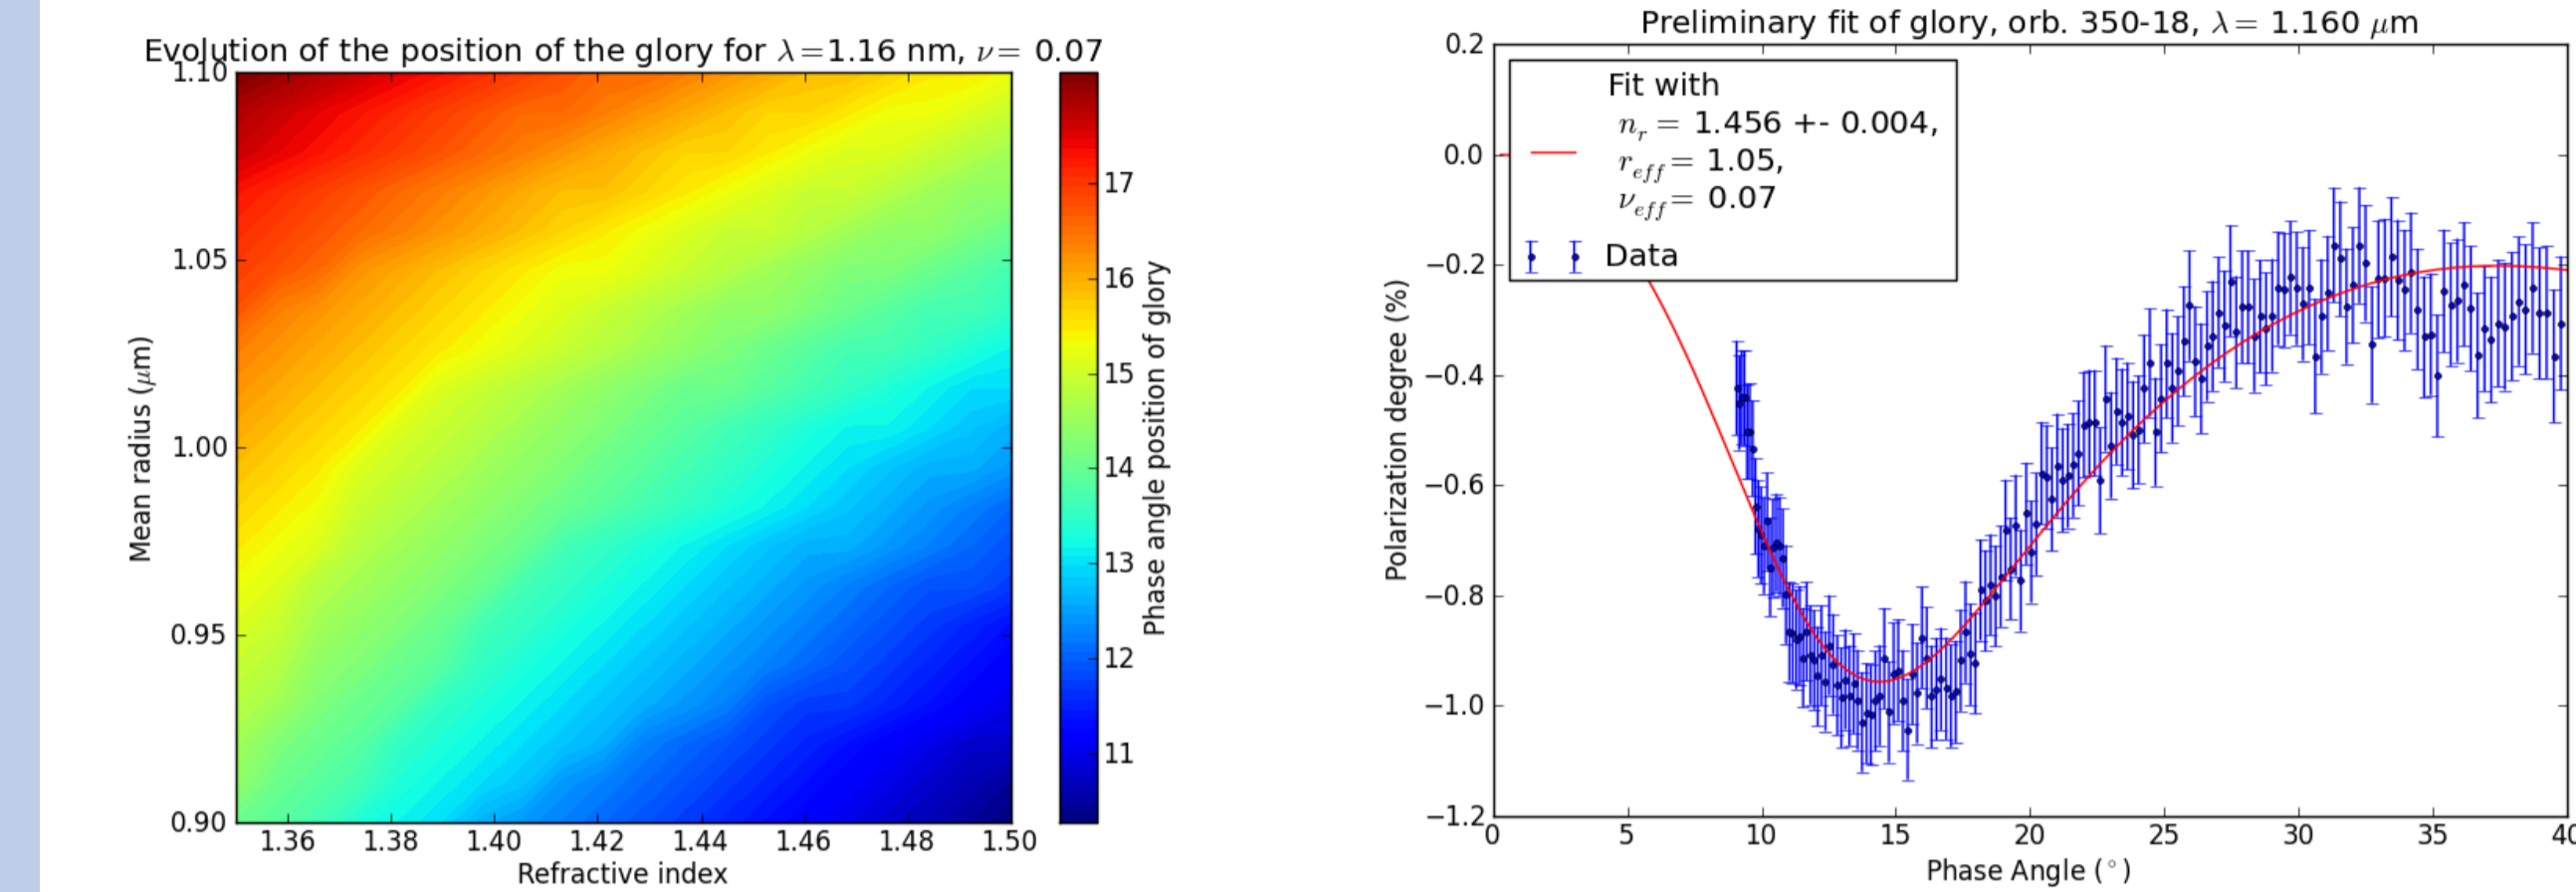 Evolution of the position of the glory for λ=1.16 nm, ν= 0.07
1.10
1.05
1.00
0.95
0.90
Mean radius (μm)
1.36 1.38 1.40 1.42 1.44 1.46 1.48 1.50
Refractive index
17
16
15
14
13
12
11
Phase angle position of glory
Preliminary fit of glory, orb. 350-18, λ= 1.160 μm
0.2
0.0
−0.2
−0.4
−0.6
−0.8
−1.0
−1.2
Polarization degree (%)
Fit with
n_r = 1.456 +- 0.004,
r_eff = 1.05,
ν_eff = 0.07
Data
0 5 10 15 20 25 30 35 40
Phase Angle (°)